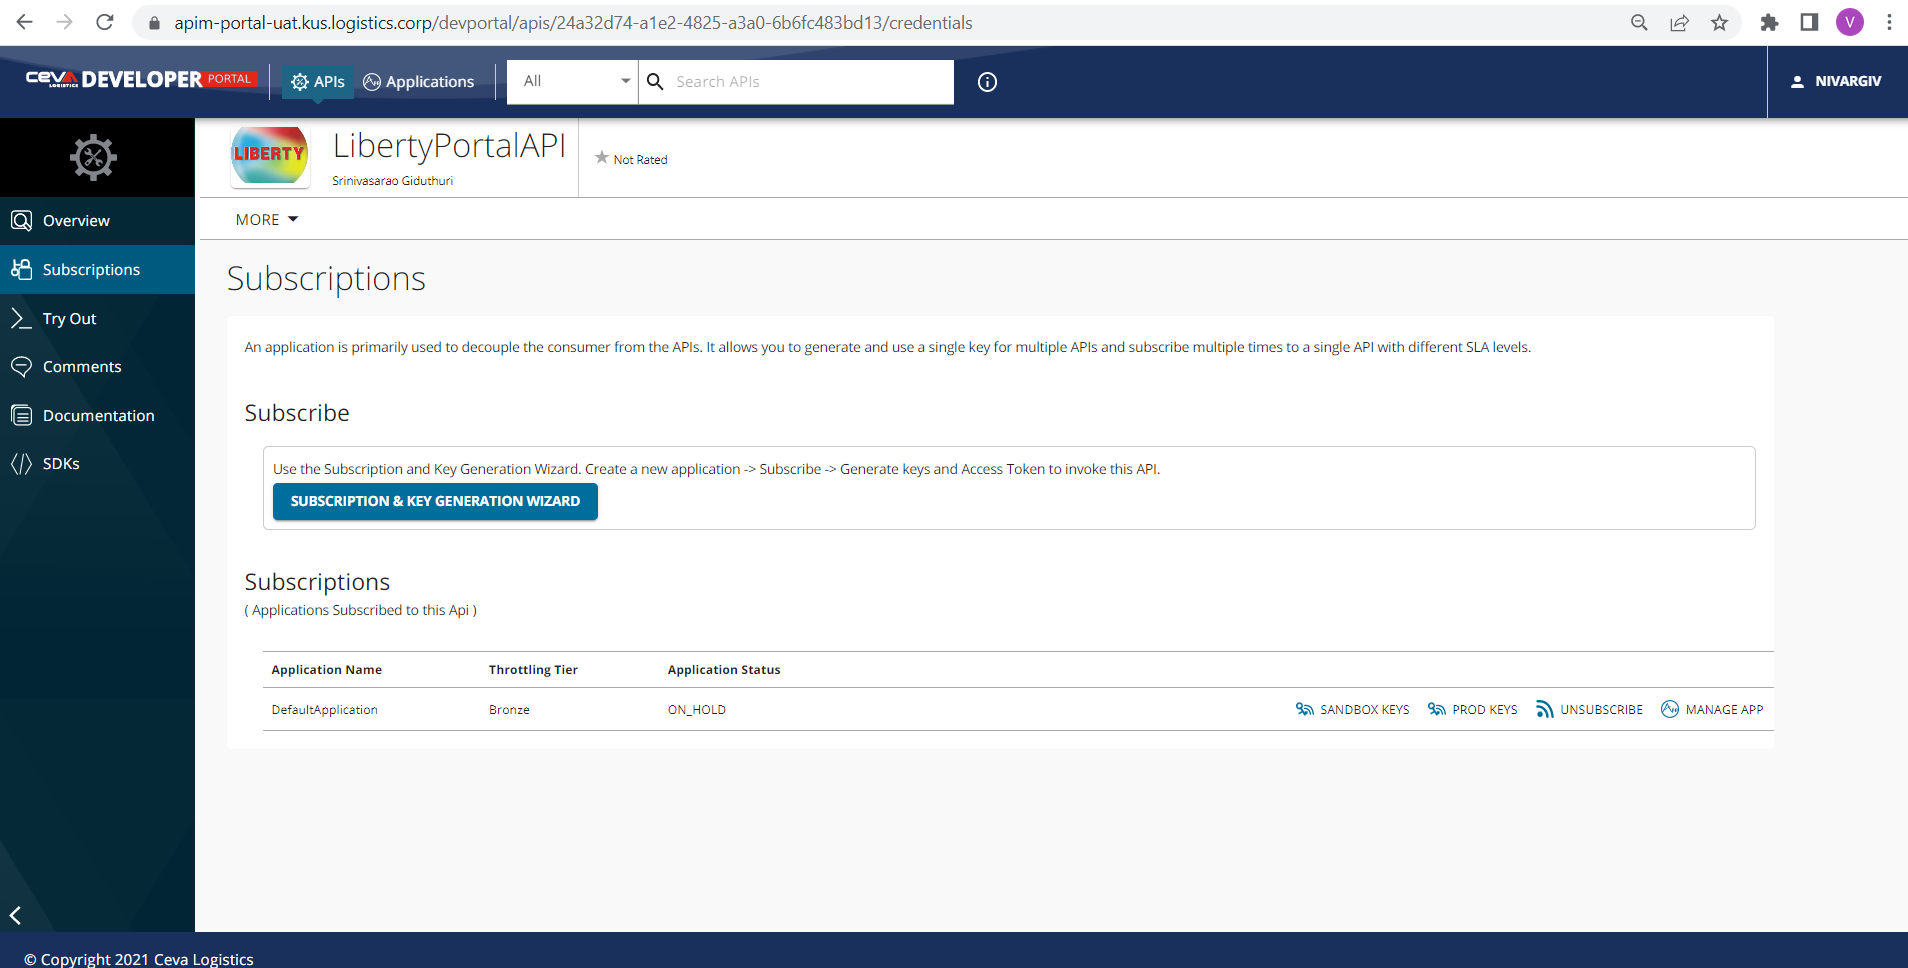 apim-portal-uat.kus.logistics.corp/devportal/apis/24a32d74-a1e2-4825-a3a0-6b6fc483bd13/credentials
V
CEVA LOGISTICS DEVELOPER PORTAL
APIs
Applications
All
Search APIs
NIVARGIV
LIBERTY
LibertyPortalAPI
Srinivasarao Giduthuri
Not Rated
MORE
Overview
Subscriptions
Try Out
Comments
Documentation
SDKs
Subscriptions
An application is primarily used to decouple the consumer from the APIs. It allows you to generate and use a single key for multiple APIs and subscribe multiple times to a single API with different SLA levels.
Subscribe
Use the Subscription and Key Generation Wizard. Create a new application -> Subscribe -> Generate keys and Access Token to invoke this API.
SUBSCRIPTION & KEY GENERATION WIZARD
Subscriptions
( Applications Subscribed to this Api )
Application Name Throttling Tier Application Status
DefaultApplication Bronze ON_HOLD SANDBOX KEYS PROD KEYS UNSUBSCRIBE MANAGE APP
© Copyright 2021 Ceva Logistics